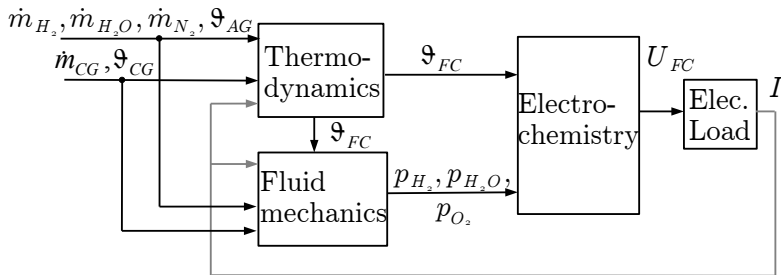 ṁ_{H₂}, ṁ_{H₂O}, ṁ_{N₂}, ϑ_{AG}
ṁ_{CG}, ϑ_{CG}
Thermo-
dynamics
ϑ_{FC}
ϑ_{FC}
Fluid
mechanics
p_{H₂}, p_{H₂O},
p_{O₂}
Electro-
chemistry
U_{FC}
Elec.
Load
I